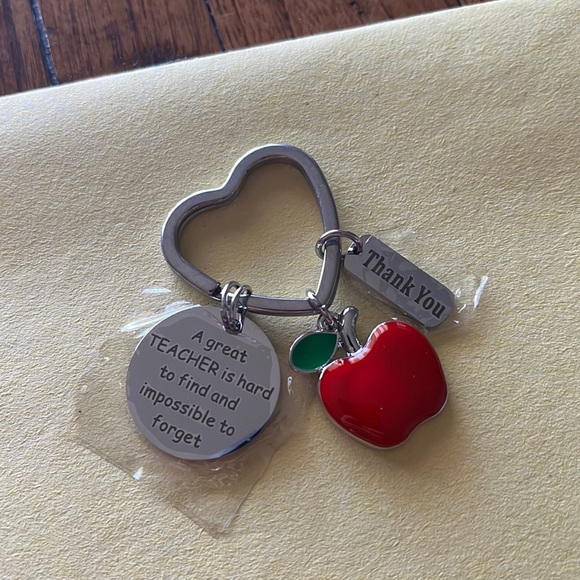 A great
TEACHER is hard
to find and
impossible to
forget
Thank You